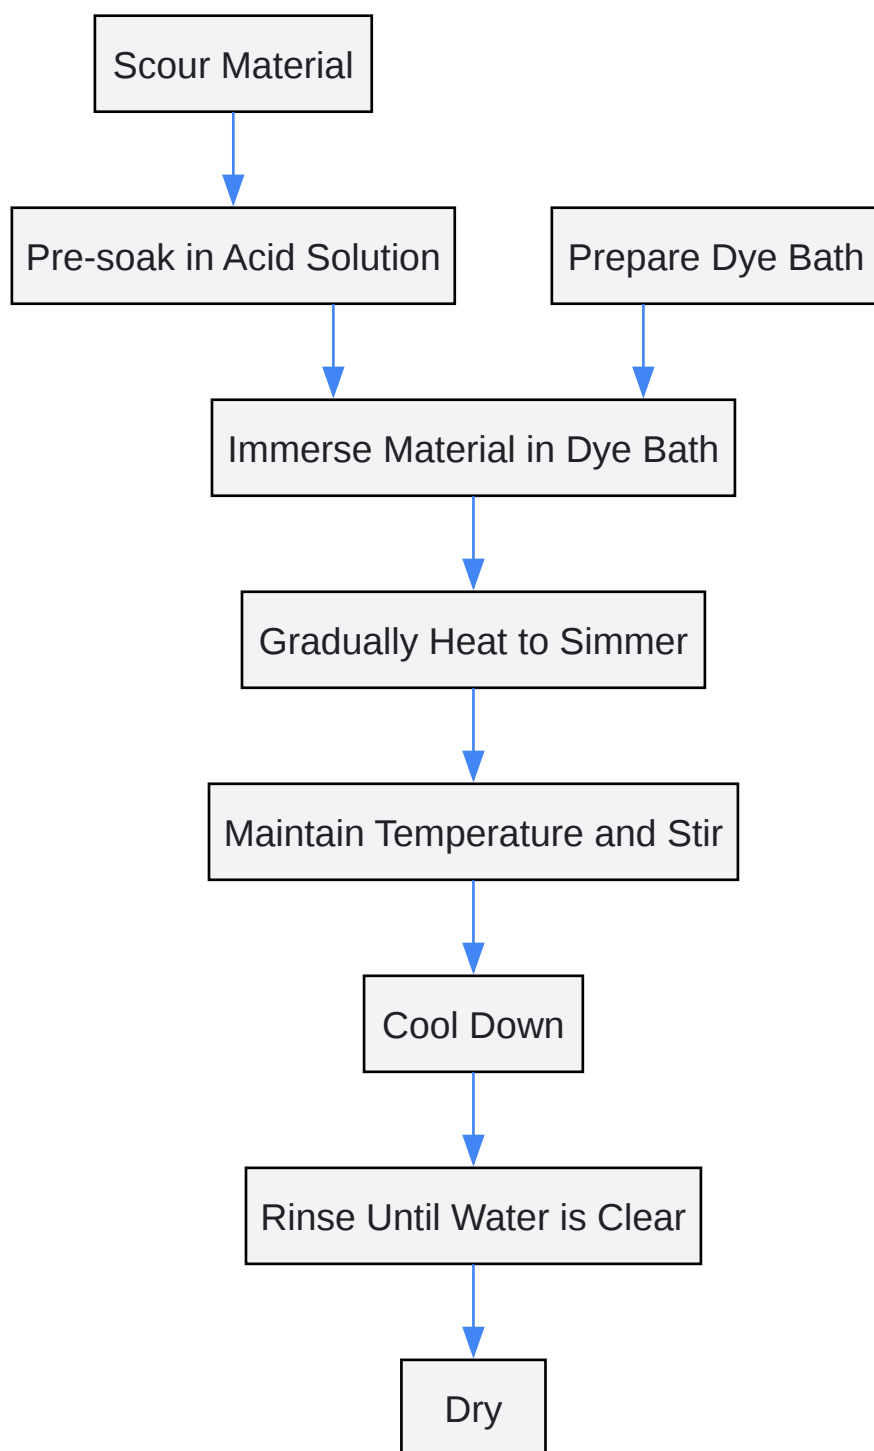 Scour Material
Pre-soak in Acid Solution
Prepare Dye Bath
Immerse Material in Dye Bath
Gradually Heat to Simmer
Maintain Temperature and Stir
Cool Down
Rinse Until Water is Clear
Dry